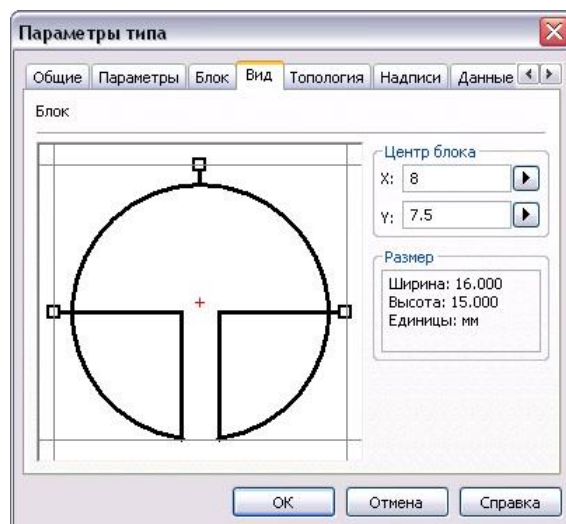 Параметры типа
Общие Параметры Блок Вид Топология Надписи Данные
Блок
Центр блока
X: 8
Y: 7.5
Размер
Ширина: 16.000
Высота: 15.000
Единицы: мм
ОК Отмена Справка